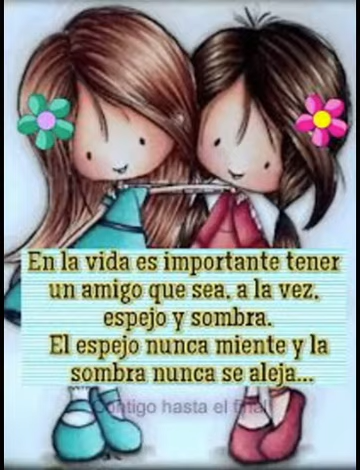 En la vida es importante tener
un amigo que sea, a la vez,
espejo y sombra.
El espejo nunca miente y la
sombra nunca se aleja...
Contigo hasta el final